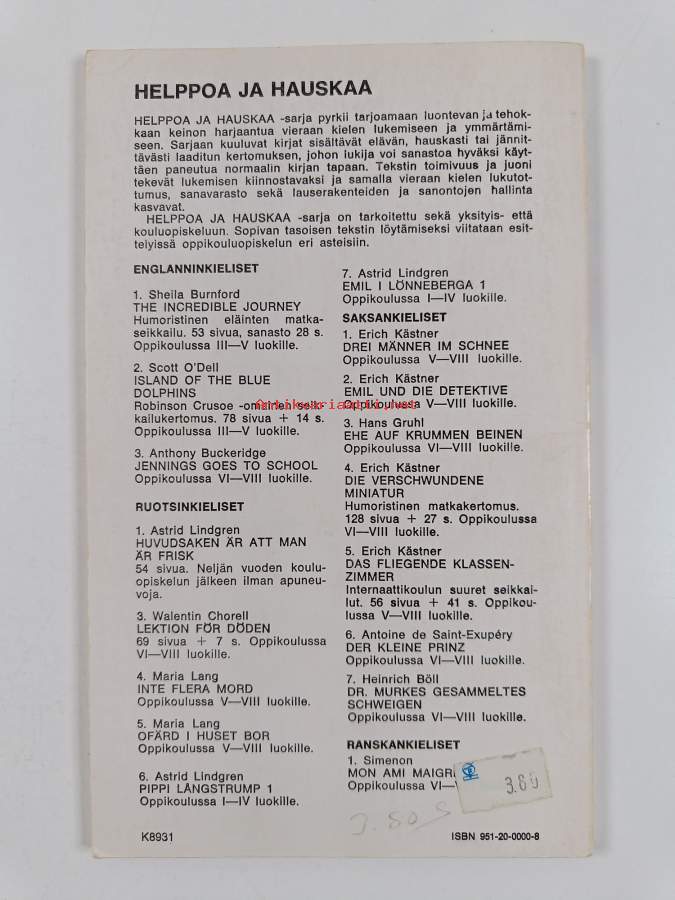 HELPPOA JA HAUSKAA
HELPPOA JA HAUSKAA -sarja pyrkii tarjoamaan luontevan ja tehok-
kaan keinon harjaantua vieraan kielen lukemiseen ja ymmärtämi-
seen. Sarjaan kuuluvat kirjat sisältävät elävän, hauskasti tai jännit-
tävästi laaditun kertomuksen, johon lukija voi sanastoa hyväksi käyt-
täen paneutua normaalin kirjan tapaan. Tekstin toimivuus ja juoni
tekevät lukemisen kiinnostavaksi ja samalla vieraan kielen lukutot-
tumus, sanavarasto sekä lauserakenteiden ja sanontojen hallinta
kasvavat.
HELPPOA JA HAUSKAA -sarja on tarkoitettu sekä yksityis- että
kouluopiskeluun. Sopivan tasoisen tekstin löytämiseksi viitataan esit-
telyissä oppikouluopiskelun eri asteisiin.
ENGLANNINKIELISET
1. Sheila Burnford
THE INCREDIBLE JOURNEY
Humoristinen eläinten matka-
seikkailu. 53 sivua, sanasto 28 s.
Oppikoulussa III—V luokille.
2. Scott O'Dell
ISLAND OF THE BLUE
DOLPHINS
Robinson Crusoe -omainen seik-
kailukertomus. 78 sivua + 14 s.
Oppikoulussa III—V luokille.
3. Anthony Buckeridge
JENNINGS GOES TO SCHOOL
Oppikoulussa VI—VIII luokille.
RUOTSINKIELISET
1. Astrid Lindgren
HUVUDSAKEN ÄR ATT MAN
ÄR FRISK
54 sivua. Neljän vuoden koulu-
opiskelun jälkeen ilman apuneu-
voja.
3. Walentin Chorell
LEKTION FÖR DÖDEN
69 sivua + 7 s. Oppikoulussa
VI—VIII luokille.
4. Maria Lang
INTE FLERA MORD
Oppikoulussa V—VIII luokille.
5. Maria Lang
OFÄRD I HUSET BOR
Oppikoulussa V—VIII luokille.
6. Astrid Lindgren
PIPPI LÅNGSTRUMP 1
Oppikoulussa I—IV luokille.
7. Astrid Lindgren
EMIL I LÖNNEBERGA 1
Oppikoulussa I—IV luokille.
SAKSANKIELISET
1. Erich Kästner
DREI MÄNNER IM SCHNEE
Oppikoulussa V—VIII luokille.
2. Erich Kästner
EMIL UND DIE DETEKTIVE
Oppikoulussa V—VIII luokille.
3. Hans Gruhl
EHE AUF KRUMMEN BEINEN
Oppikoulussa VI—VIII luokille.
4. Erich Kästner
DIE VERSCHWUNDENE
MINIATUR
Humoristinen matkakertomus.
128 sivua + 27 s. Oppikoulussa
VI—VIII luokille.
5. Erich Kästner
DAS FLIEGENDE KLASSEN-
ZIMMER
Internaattikoulun suuret seikkai-
lut. 56 sivua + 41 s. Oppikou-
lussa V—VIII luokille.
6. Antoine de Saint-Exupéry
DER KLEINE PRINZ
Oppikoulussa VI—VIII luokille.
7. Heinrich Böll
DR. MURKES GESAMMELTES
SCHWEIGEN
Oppikoulussa VI—VIII luokille.
RANSKANKIELISET
1. Simenon
MON AMI
Oppikoulussa
3.80
3.80
K8931
ISBN 951-20-0000-8
Antikvariaatti.net